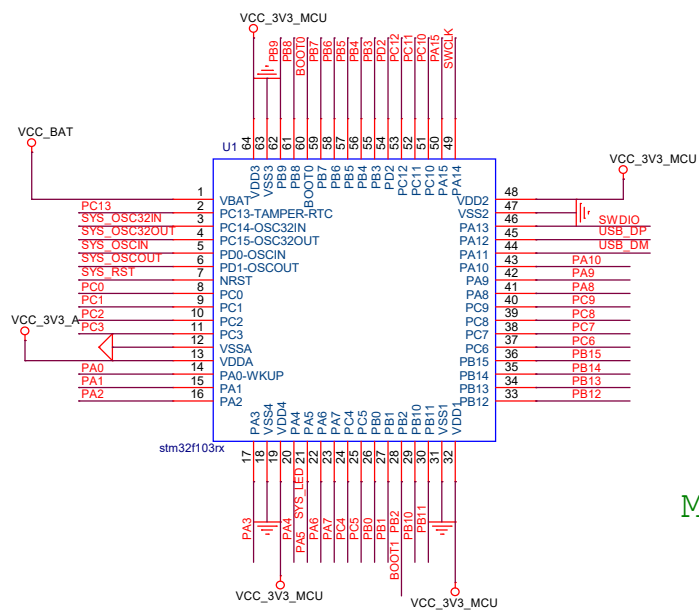 VCC_3V3_MCU
PB9
PB8
BOOT0
PB7
PB6
PB5
PB4
PB3
PD2
PC12
PC11
PC10
PA15
SWCLK
64
63
62
61
60
59
58
57
56
55
54
53
52
51
50
49
U1
VDD3
VSS3
PB9
PB8
BOOT0
PB7
PB6
PB5
PB4
PB3
PD2
PC12
PC11
PC10
PA15
PA14
VCC_BAT
1 VBAT
PC13 2 PC13-TAMPER-RTC
SYS_OSC32IN 3 PC14-OSC32IN
SYS_OSC32OUT 4 PC15-OSC32OUT
SYS_OSCIN 5 PD0-OSCIN
SYS_OSCOUT 6 PD1-OSCOUT
SYS_RST 7 NRST
PC0 8 PC0
PC1 9 PC1
PC2 10 PC2
VCC_3V3_A
PC3 11 PC3
12 VSSA
13 VDDA
PA0 14 PA0-WKUP
PA1 15 PA1
PA2 16 PA2
VCC_3V3_MCU
VDD2 48
VSS2 47
PA13 46 SWDIO
PA12 45 USB_DP
PA11 44 USB_DM
PA10 43 PA10
PA9 42 PA9
PA8 41 PA8
PC9 40 PC9
PC8 39 PC8
PC7 38 PC7
PC6 37 PC6
PB15 36 PB15
PB14 35 PB14
PB13 34 PB13
PB12 33 PB12
PA3
VSS4
VDD4
PA4
PA5
PA6
PA7
PC4
PC5
PB0
PB1
PB2
PB10
PB11
VSS1
VDD1
stm32f103rx
17
18
19
20
21
22
23
24
25
26
27
28
29
30
31
32
PA3
PA4
PA5 SYS_LED
PA6
PA7
PC4
PC5
PB0
PB1
BOOT1 PB2
PB10
PB11
VCC_3V3_MCU
VCC_3V3_MCU
M